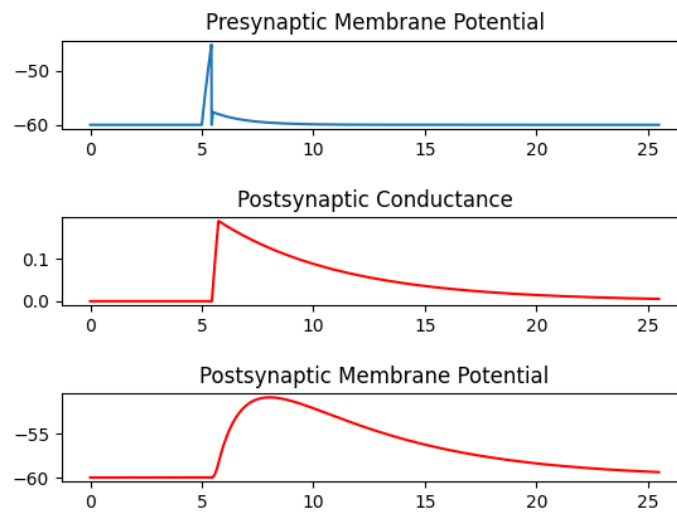 Presynaptic Membrane Potential
−50
−60
0 5 10 15 20 25
Postsynaptic Conductance
0.1
0.0
0 5 10 15 20 25
Postsynaptic Membrane Potential
−55
−60
0 5 10 15 20 25